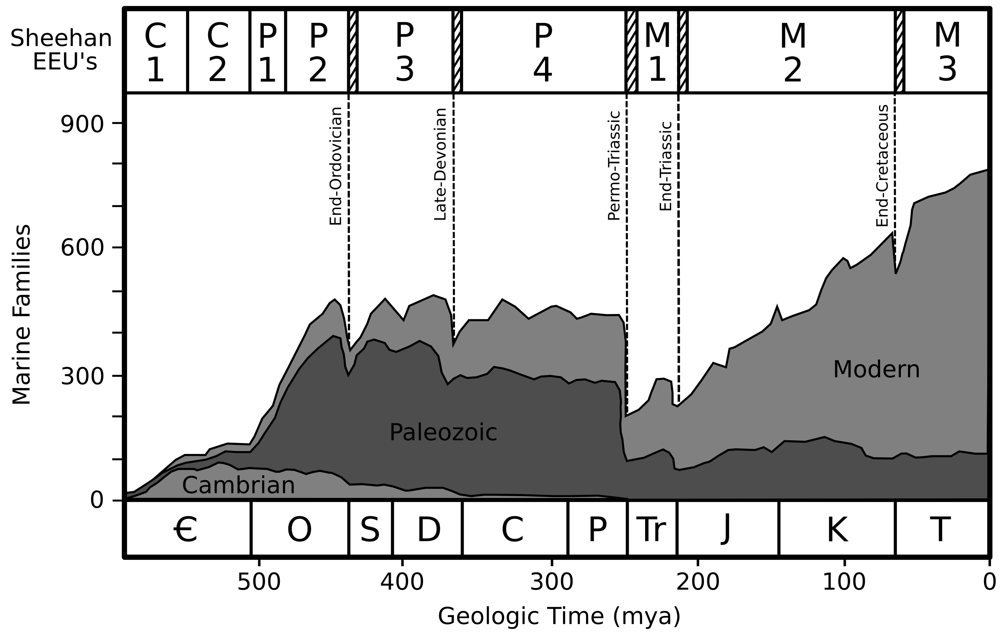 Sheehan
EEU's
C
1
C
2
P
1
P
2
P
3
P
4
M
1
M
2
M
3
900
600
300
0
Marine Families
End-Ordovician
Late-Devonian
Permo-Triassic
End-Triassic
End-Cretaceous
Modern
Paleozoic
Cambrian
Є O S D C P Tr J K T
500 400 300 200 100 0
Geologic Time (mya)